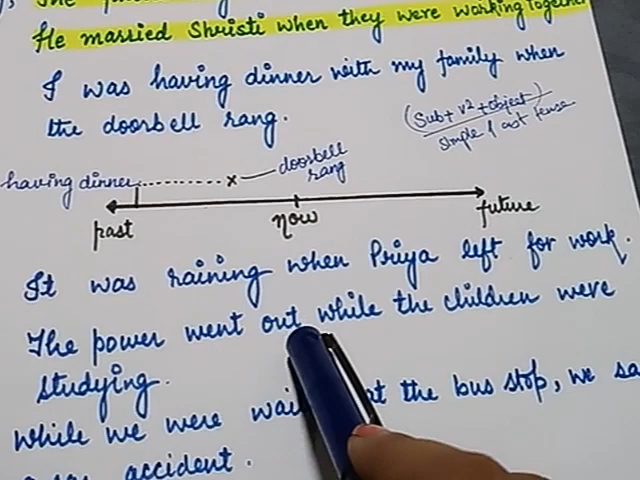 He married Shristi when they were working together
I was having dinner with my family when
the doorbell rang.
(Sub + V2 + object)
Simple Past Tense
having dinner
doorbell
rang
past
now
future
It was raining when Priya left for work.
The power went out while the children were
studying.
While we were at the bus stop, we
accident.